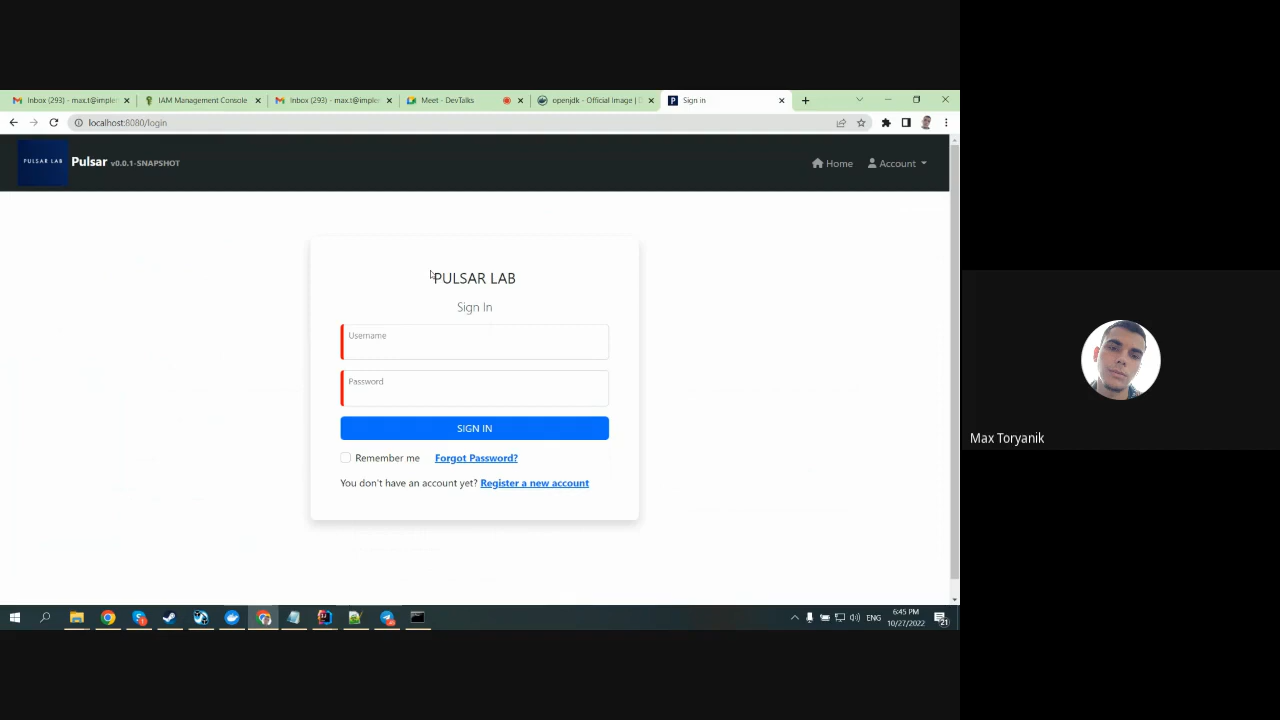 Inbox (293) - max.t@implen
IAM Management Console
Inbox (293) - max.t@implen
Meet - DevTalks
openjdk - Official Image | D
Sign in
localhost:8080/login
PULSAR LAB
Pulsar v0.0.1-SNAPSHOT
Home
Account
PULSAR LAB
Sign In
Username
Password
SIGN IN
Remember me
Forgot Password?
You don't have an account yet? Register a new account
Max Toryanik
ENG
6:45 PM
10/27/2022
21